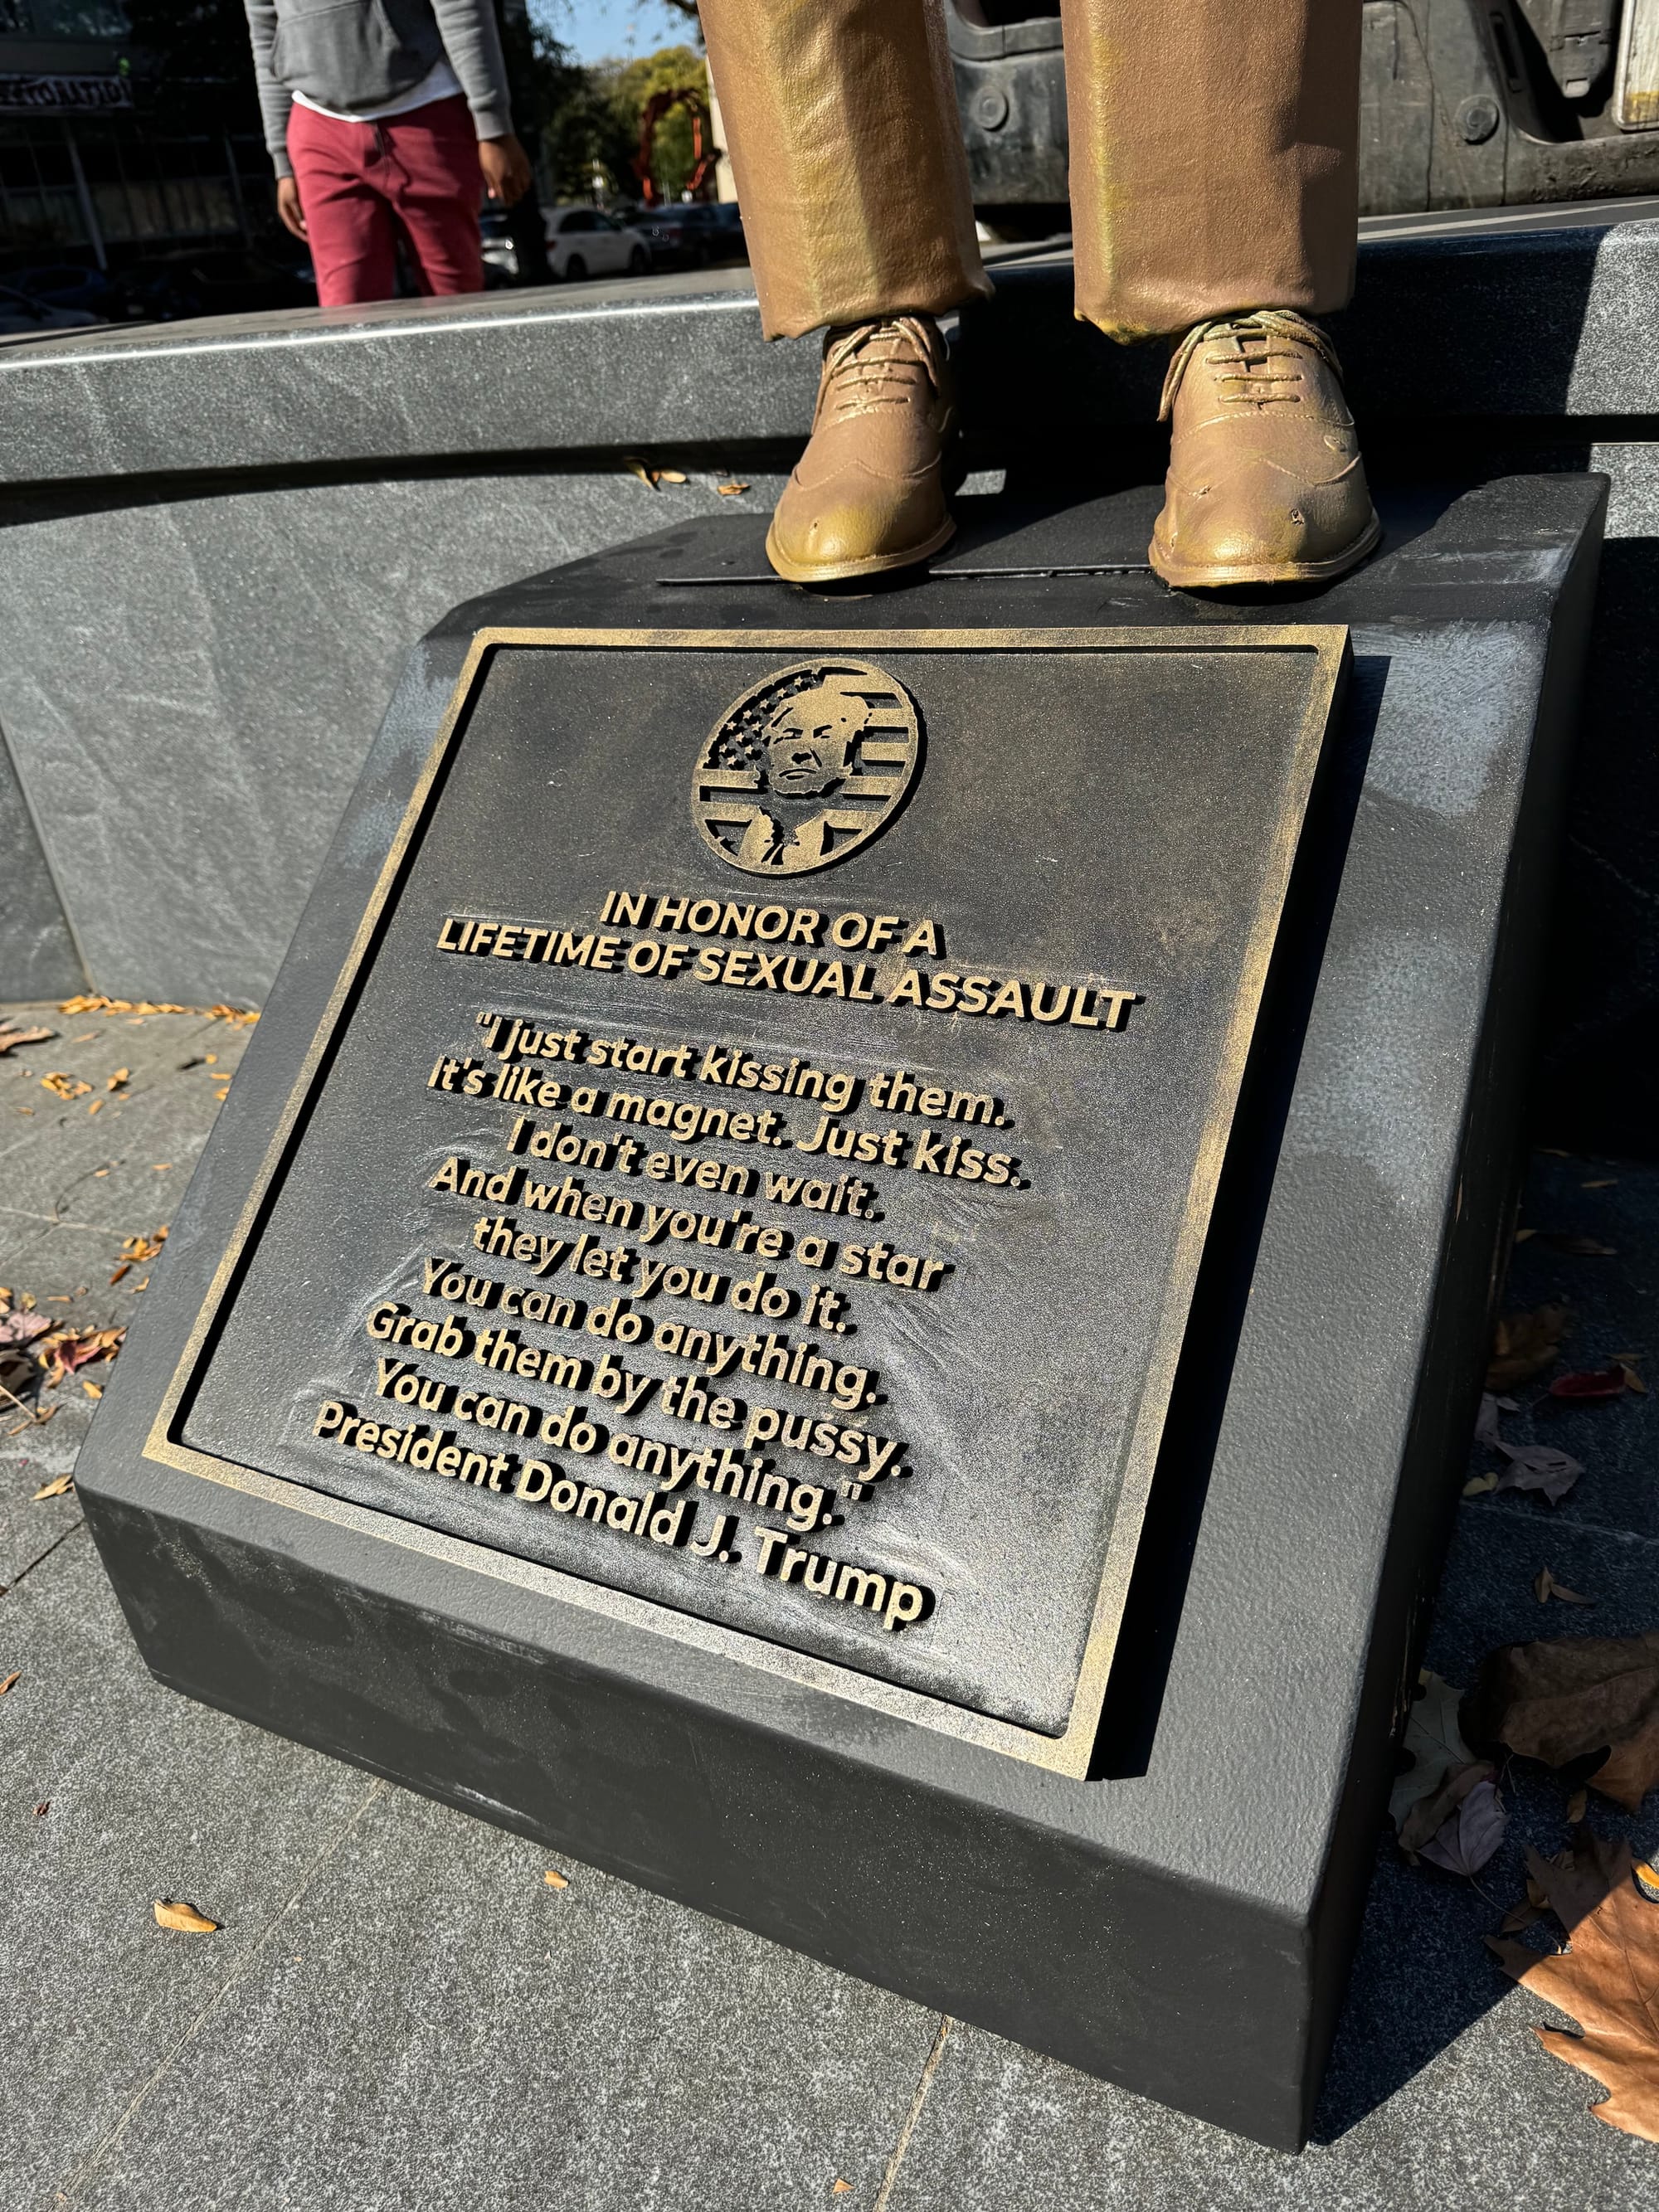 IN HONOR OF A
LIFETIME OF SEXUAL ASSAULT
"I just start kissing them.
It's like a magnet. Just kiss.
I don't even wait.
And when you're a star
they let you do it.
You can do anything.
Grab them by the pussy.
You can do anything."
President Donald J. Trump